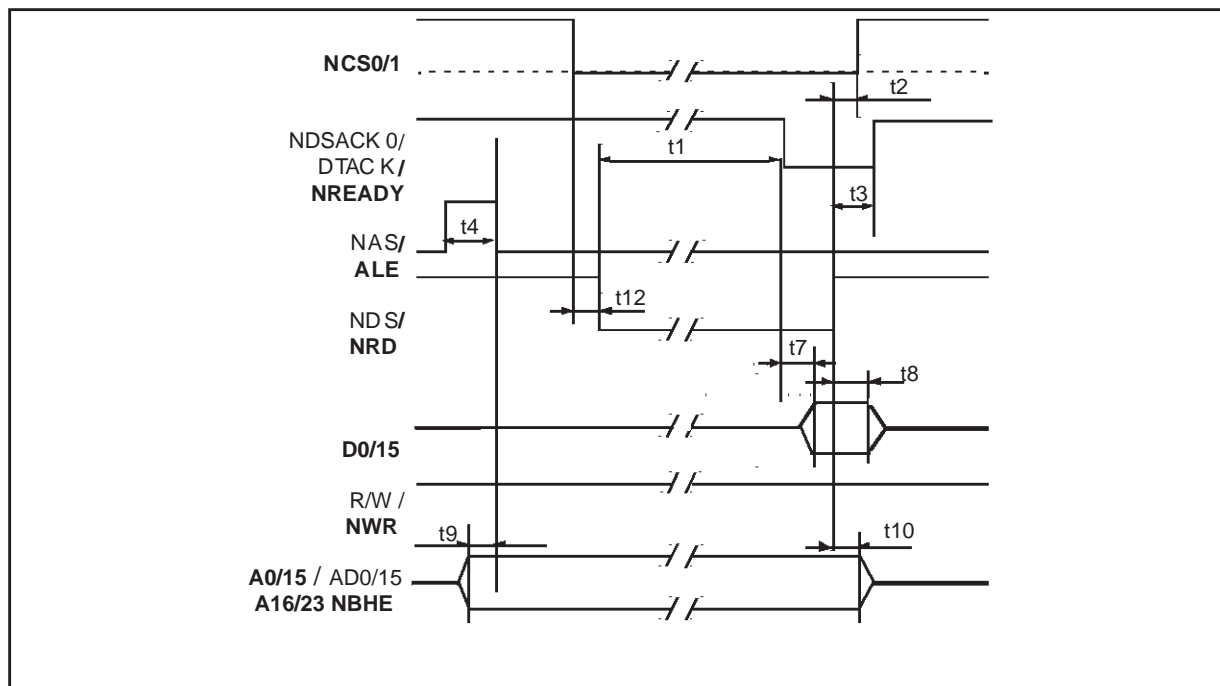 NCS0/1
t2
NDSACK 0/
DTAC K/
NREADY
t1
t3
t4
NAS/
ALE
t12
NDS/
NRD
t7
t8
D0/15
R/W /
NWR
t9
t10
A0/15 / AD0/15
A16/23 NBHE